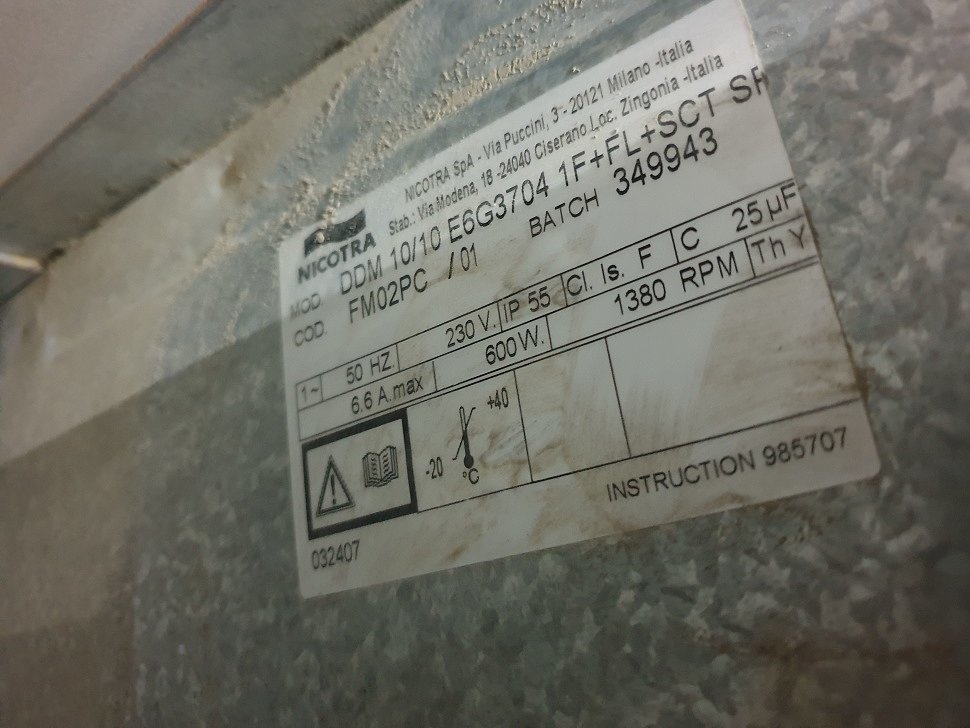 NICOTRA SpA - Via Puccini, 3 - 20121 Milano -Italia
Stab.: Via Modena, 18 -24040 Ciserano Loc. Zingonia -Italia
NICOTRA
MOD. DDM 10/10 E6G3704 1F+FL+SCT
COD. FM02PC /01 BATCH 349943
1~ 50 HZ. 230 V. IP 55 Cl. Is. F C 25 µF
6.6 A.max 600W. 1380 RPM Th Y
-20 +40
°C
INSTRUCTION 985707
032407